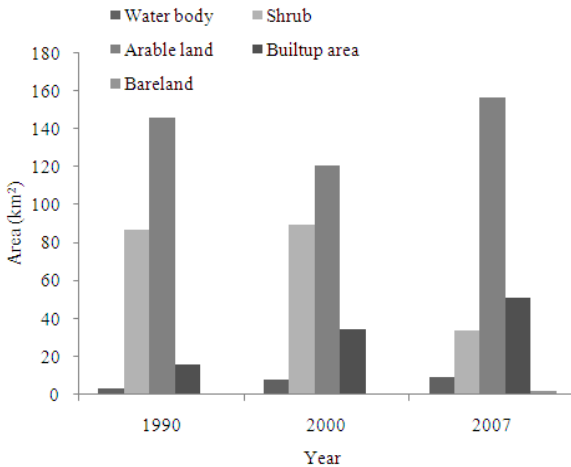 Water body Shrub
Arable land Builtup area
Bareland
180
160
140
120
100
80
60
40
20
0
Area (km²)
1990 2000 2007
Year